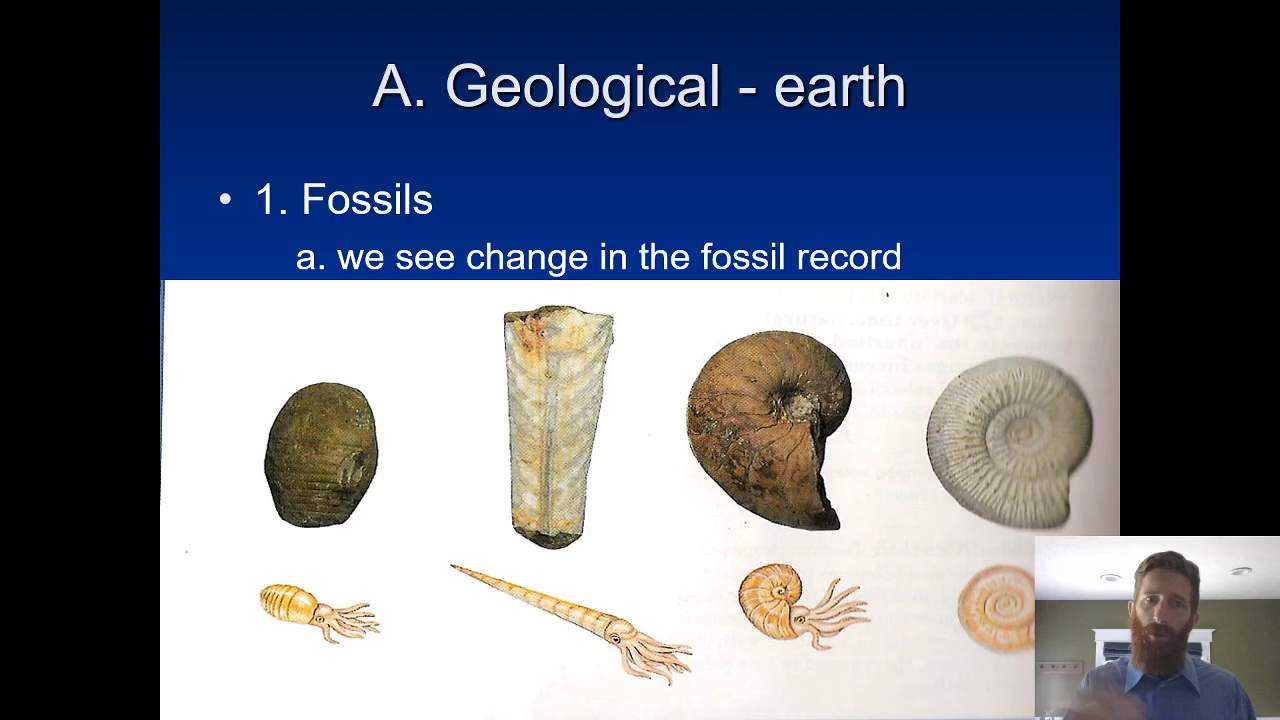 A. Geological - earth
• 1. Fossils
a. we see change in the fossil record